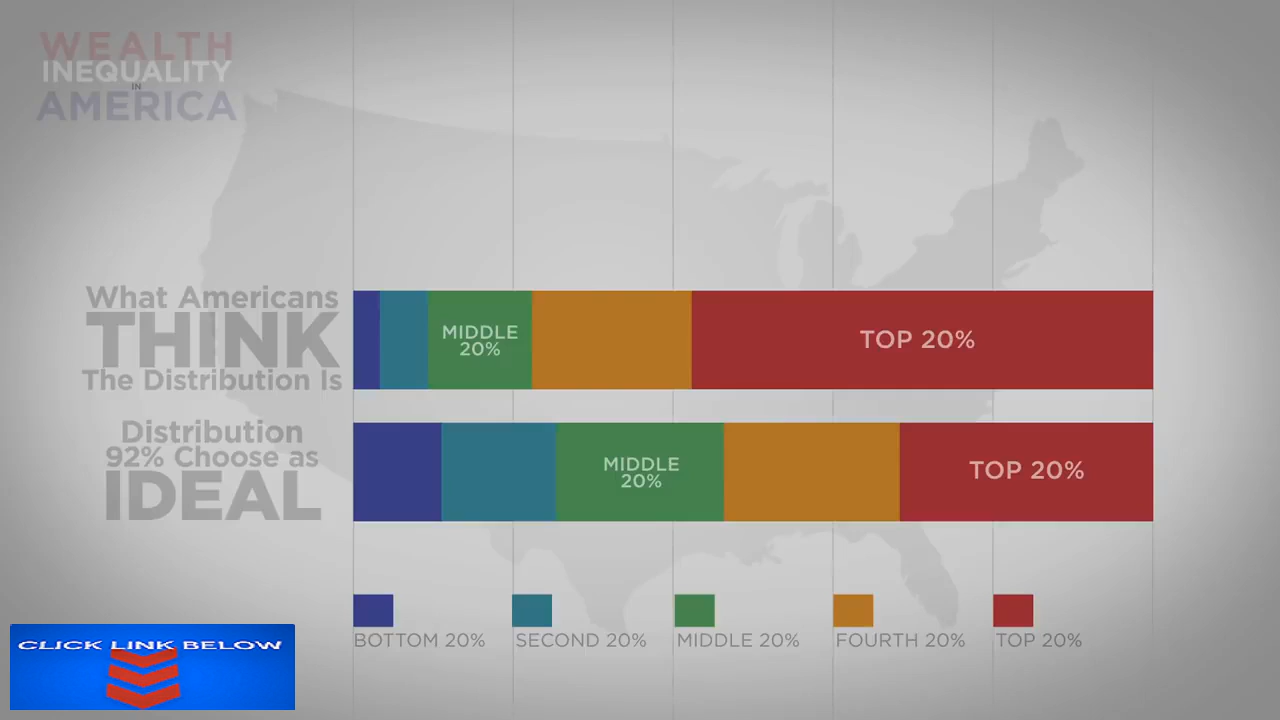 WEALTH
INEQUALITY
IN
AMERICA
What Americans
THINK
The Distribution Is
MIDDLE
20%
TOP 20%
Distribution
92% Choose as
IDEAL
MIDDLE
20%
TOP 20%
BOTTOM 20%
SECOND 20%
MIDDLE 20%
FOURTH 20%
TOP 20%
CLICK LINK BELOW